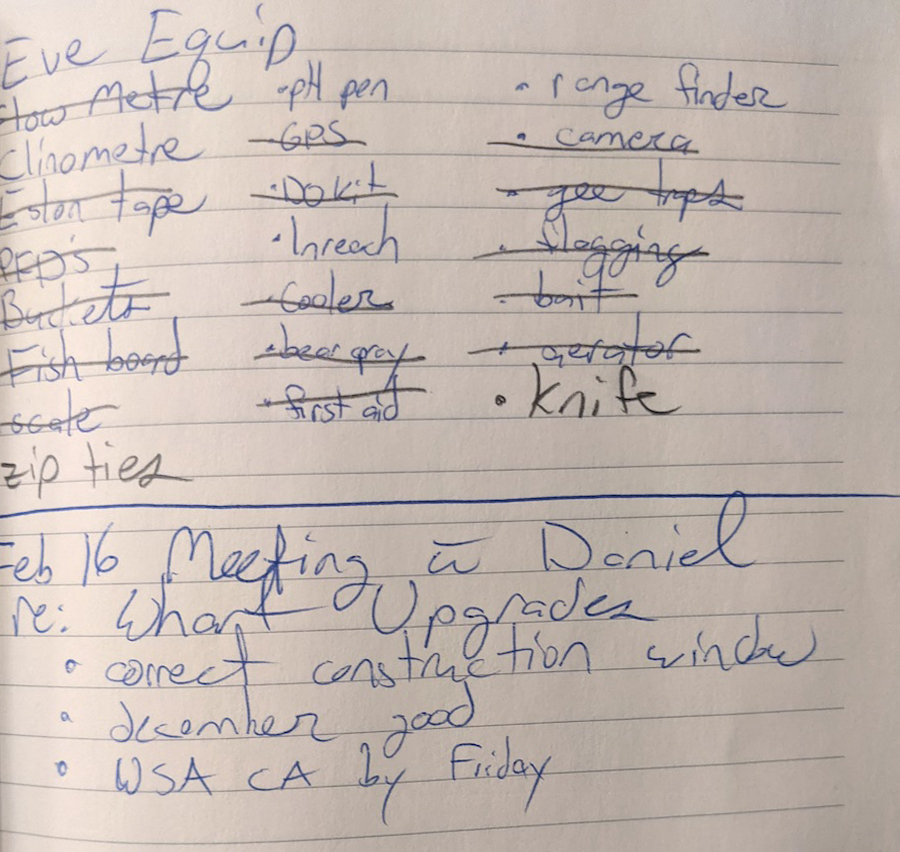 Eve Equip
Flow Metre
Clinometre
Eslon tape
PFD's
Buckets
Fish board
scale
zip ties
• pH pen
• GPS
• DO kit
• Inreach
• Cooler
• bear spray
• first aid
• range finder
• camera
• gee traps
• flagging
• bait
• aerator
• Knife
Feb 16 Meeting w̄ Daniel
re: Wharf Upgrades
• correct construction window
• december good
• WSA CA by Friday